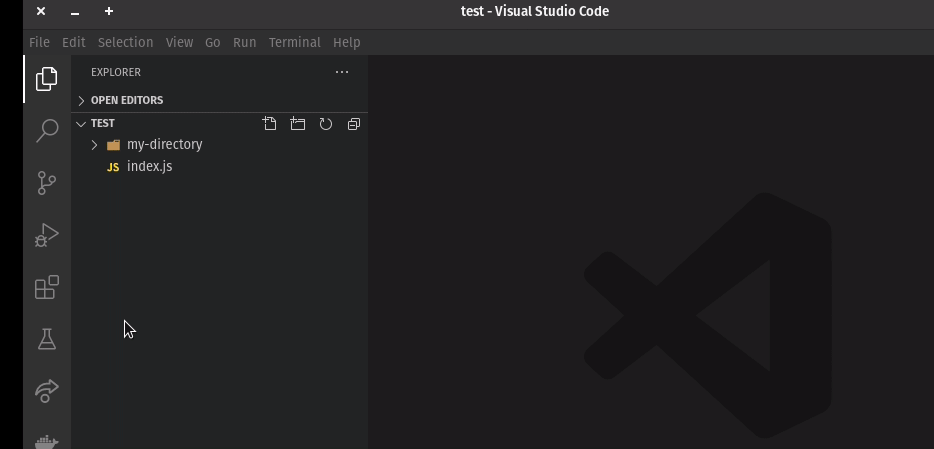 test - Visual Studio Code
File Edit Selection View Go Run Terminal Help
EXPLORER
OPEN EDITORS
TEST
my-directory
JS index.js